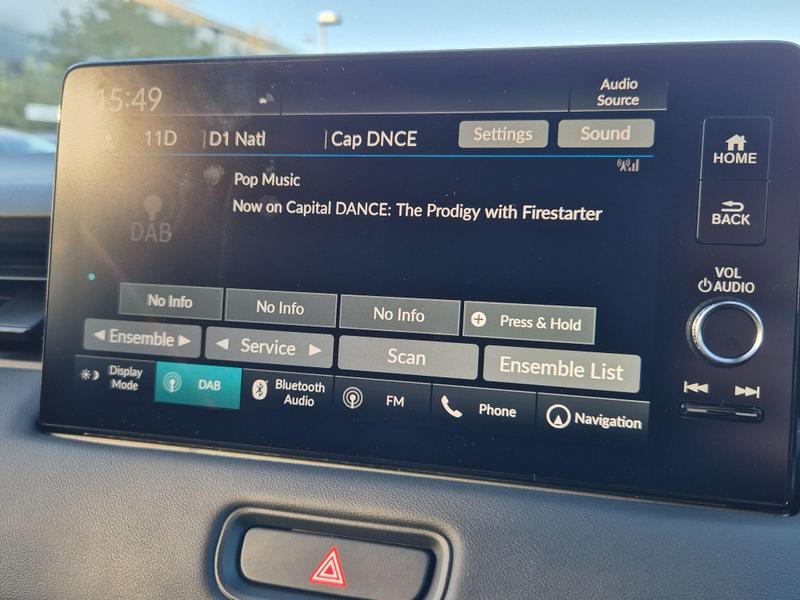 15:49
Audio
Source
11D D1 Natl Cap DNCE Settings Sound
Pop Music
Now on Capital DANCE: The Prodigy with Firestarter
DAB
HOME
BACK
VOL
AUDIO
No Info No Info No Info Press & Hold
Ensemble Service Scan Ensemble List
Display
Mode
DAB
Bluetooth
Audio
FM
Phone
Navigation